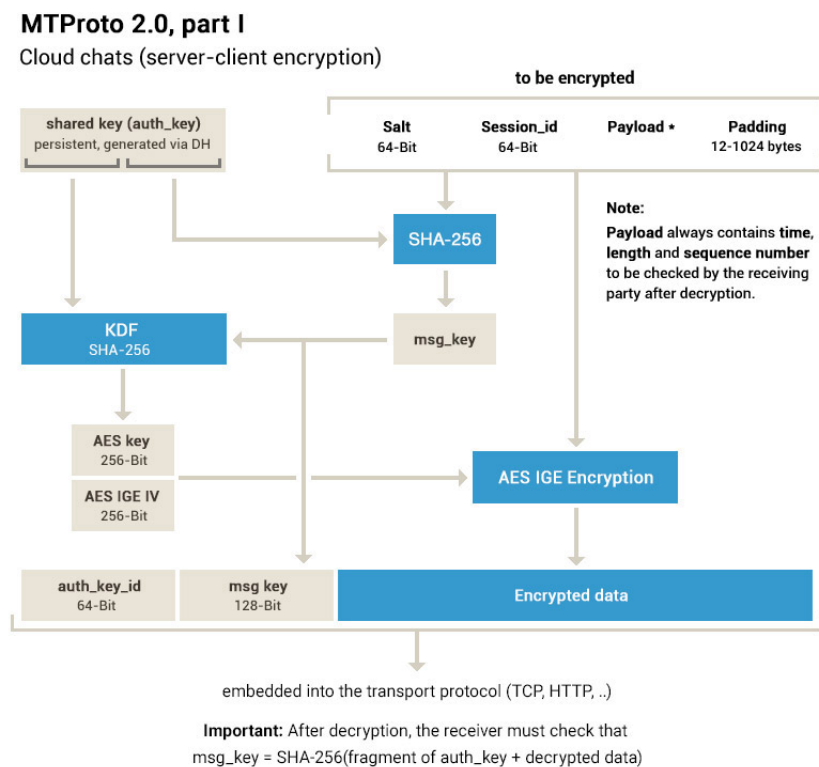 MTProto 2.0, part I
Cloud chats (server-client encryption)
to be encrypted
shared key (auth_key)
persistent, generated via DH
Salt
64-Bit
Session_id
64-Bit
Payload *
Padding
12-1024 bytes
SHA-256
Note:
Payload always contains time,
length and sequence number
to be checked by the receiving
party after decryption.
KDF
SHA-256
msg_key
AES key
256-Bit
AES IGE IV
256-Bit
AES IGE Encryption
auth_key_id
64-Bit
msg key
128-Bit
Encrypted data
embedded into the transport protocol (TCP, HTTP, ..)
Important: After decryption, the receiver must check that
msg_key = SHA-256(fragment of auth_key + decrypted data)